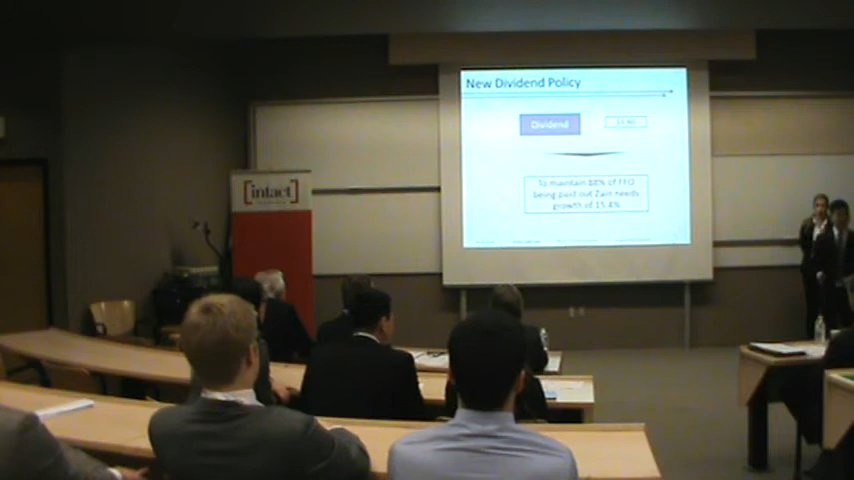 New Dividend Policy
Dividend
To maintain 88% of FFO
being paid out Zain needs
growth of 15.4%
[intact]